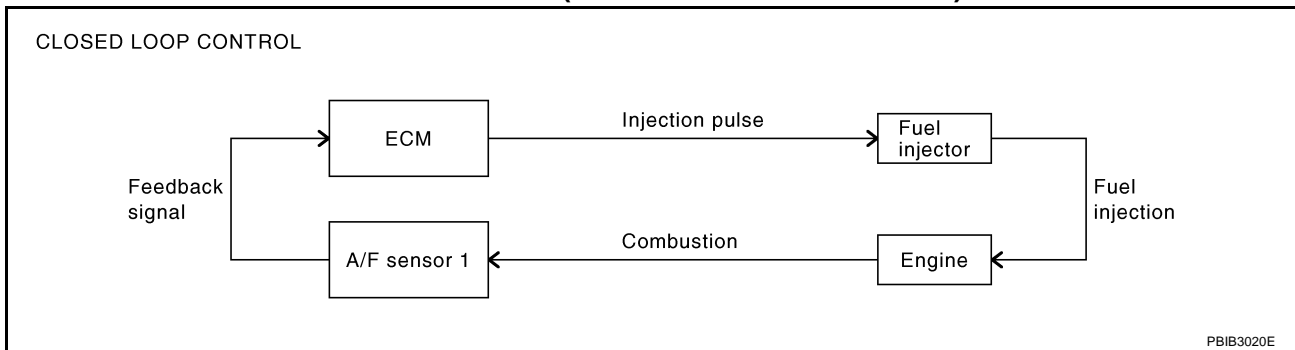 CLOSED LOOP CONTROL
ECM
Injection pulse
Fuel
injector
Feedback
signal
Fuel
injection
A/F sensor 1
Combustion
Engine
PBIB3020E